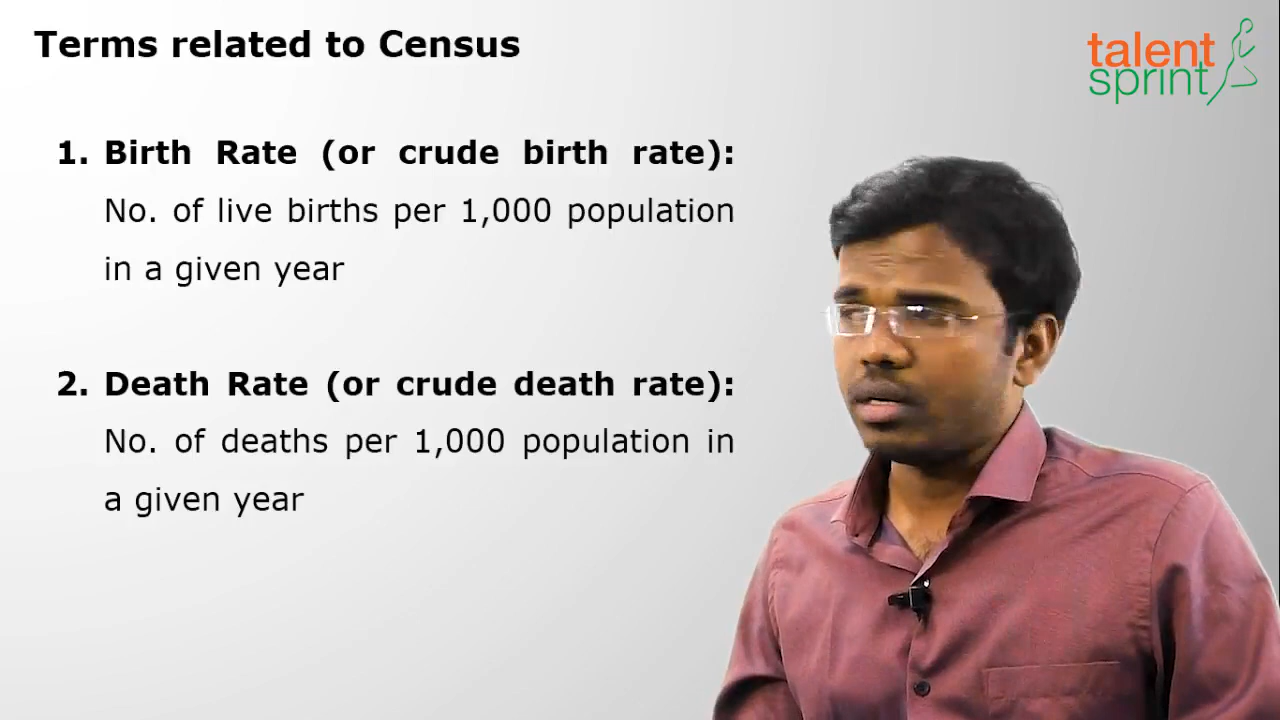 Terms related to Census
talent
sprint
1. Birth Rate (or crude birth rate):
No. of live births per 1,000 population
in a given year
2. Death Rate (or crude death rate):
No. of deaths per 1,000 population in
a given year